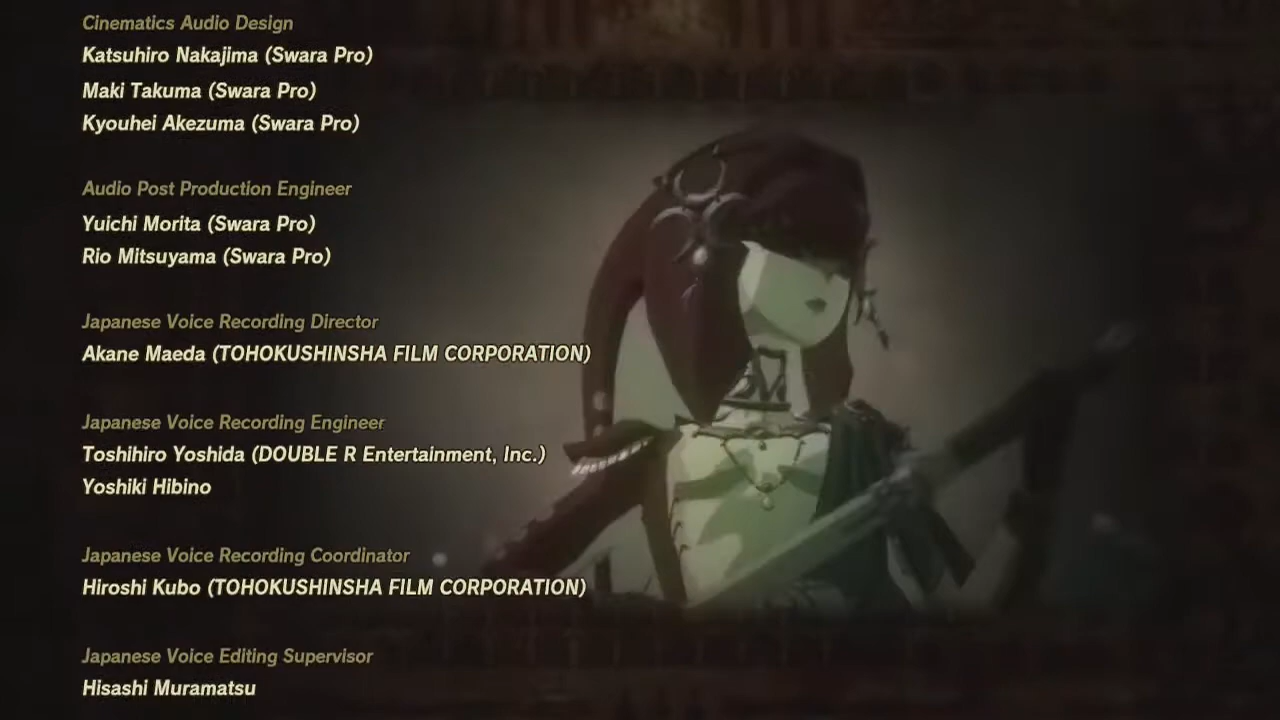 Cinematics Audio Design
Katsuhiro Nakajima (Swara Pro)
Maki Takuma (Swara Pro)
Kyouhei Akezuma (Swara Pro)
Audio Post Production Engineer
Yuichi Morita (Swara Pro)
Rio Mitsuyama (Swara Pro)
Japanese Voice Recording Director
Akane Maeda (TOHOKUSHINSHA FILM CORPORATION)
Japanese Voice Recording Engineer
Toshihiro Yoshida (DOUBLE R Entertainment, Inc.)
Yoshiki Hibino
Japanese Voice Recording Coordinator
Hiroshi Kubo (TOHOKUSHINSHA FILM CORPORATION)
Japanese Voice Editing Supervisor
Hisashi Muramatsu